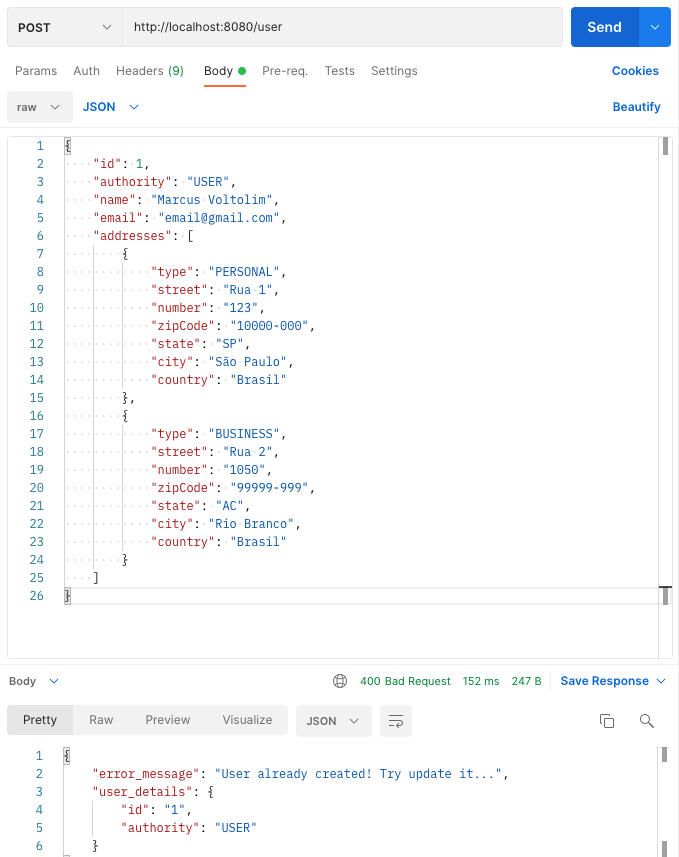 POST http://localhost:8080/user Send
Params Auth Headers (9) Body Pre-req. Tests Settings Cookies
raw JSON Beautify
1 {
2 "id": 1,
3 "authority": "USER",
4 "name": "Marcus Voltolim",
5 "email": "email@gmail.com",
6 "addresses": [
7 {
8 "type": "PERSONAL",
9 "street": "Rua 1",
10 "number": "123",
11 "zipCode": "10000-000",
12 "state": "SP",
13 "city": "São Paulo",
14 "country": "Brasil"
15 },
16 {
17 "type": "BUSINESS",
18 "street": "Rua 2",
19 "number": "1050",
20 "zipCode": "99999-999",
21 "state": "AC",
22 "city": "Rio Branco",
23 "country": "Brasil"
24 }
25 ]
26 }
Body 400 Bad Request 152 ms 247 B Save Response
Pretty Raw Preview Visualize JSON
1 {
2 "error_message": "User already created! Try update it...",
3 "user_details": {
4 "id": "1",
5 "authority": "USER"
6 }